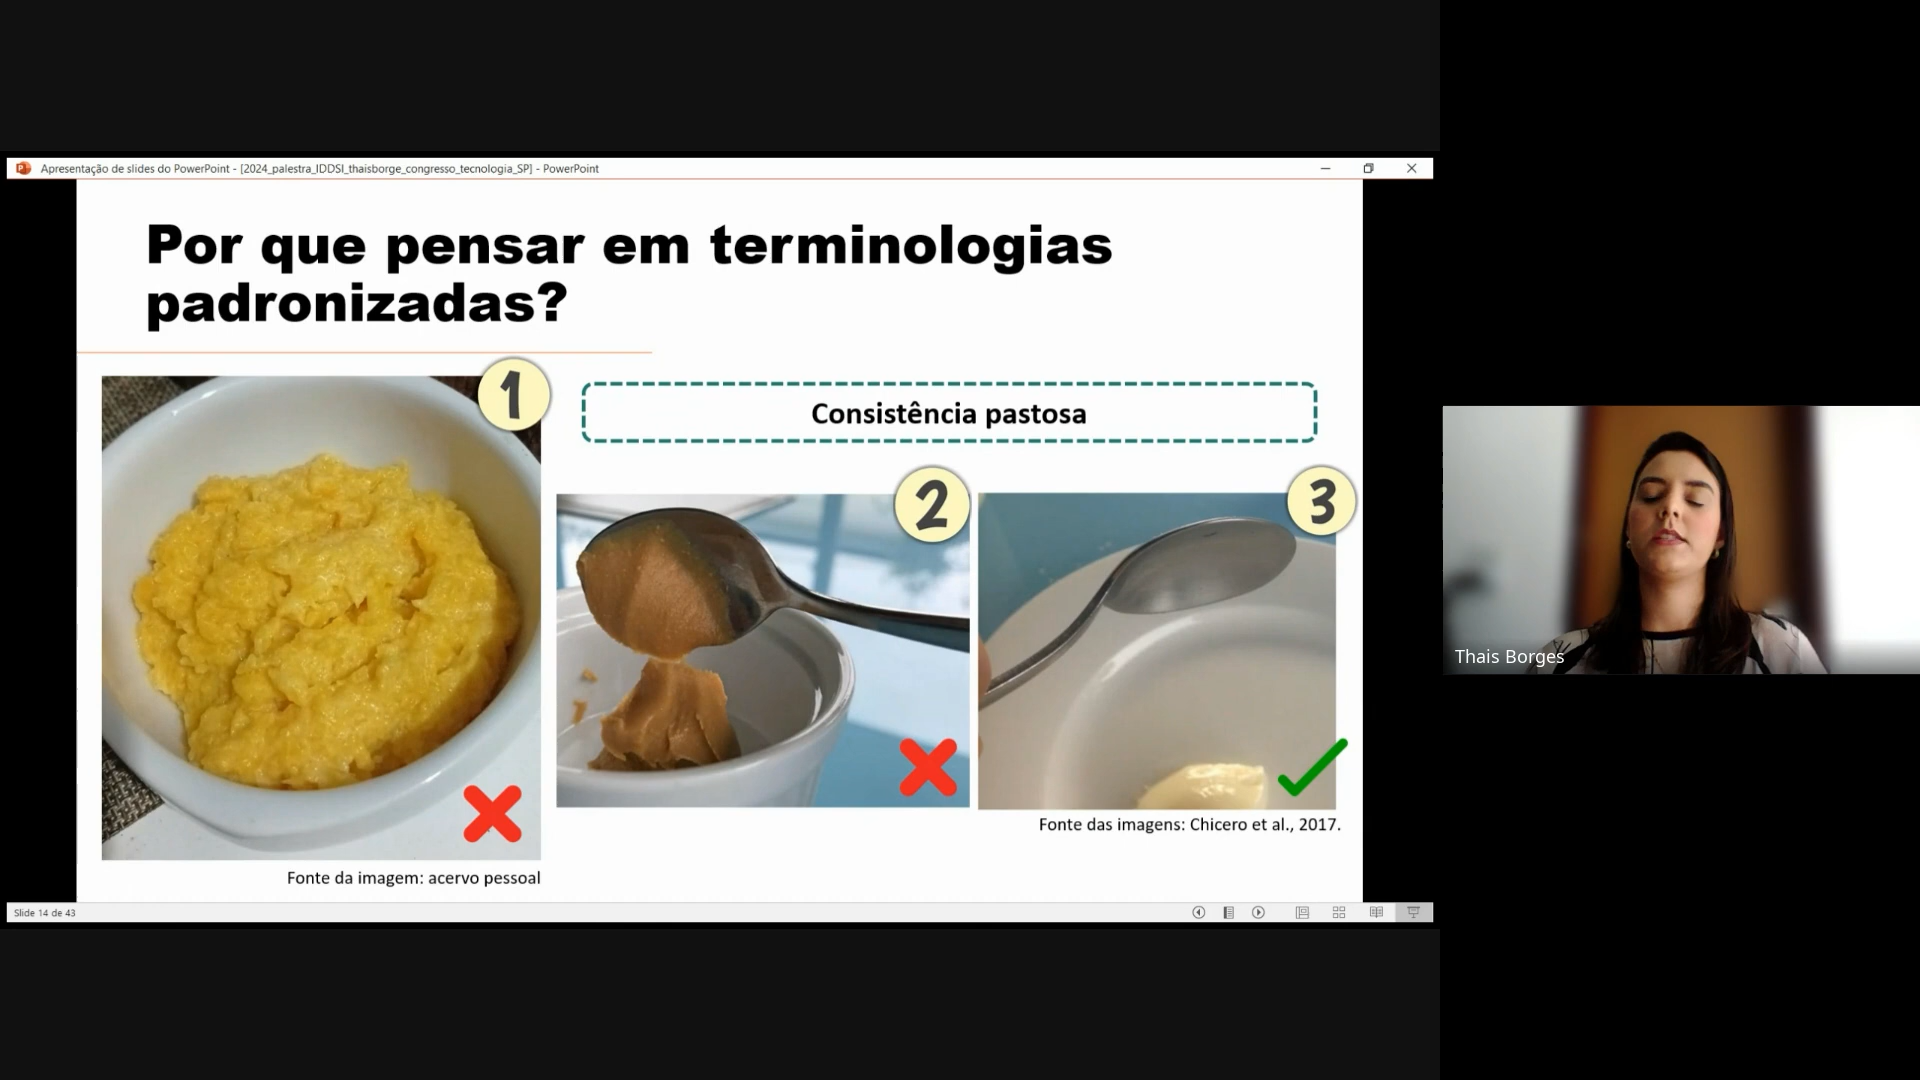 Apresentação de slides do PowerPoint - [2024_palestra_IDDSI_thaisborge_congresso_tecnologia_SP] - PowerPoint
Por que pensar em terminologias
padronizadas?
1
Consistência pastosa
2
3
Fonte das imagens: Chicero et al., 2017.
Fonte da imagem: acervo pessoal
Slide 14 de 43
Thais Borges